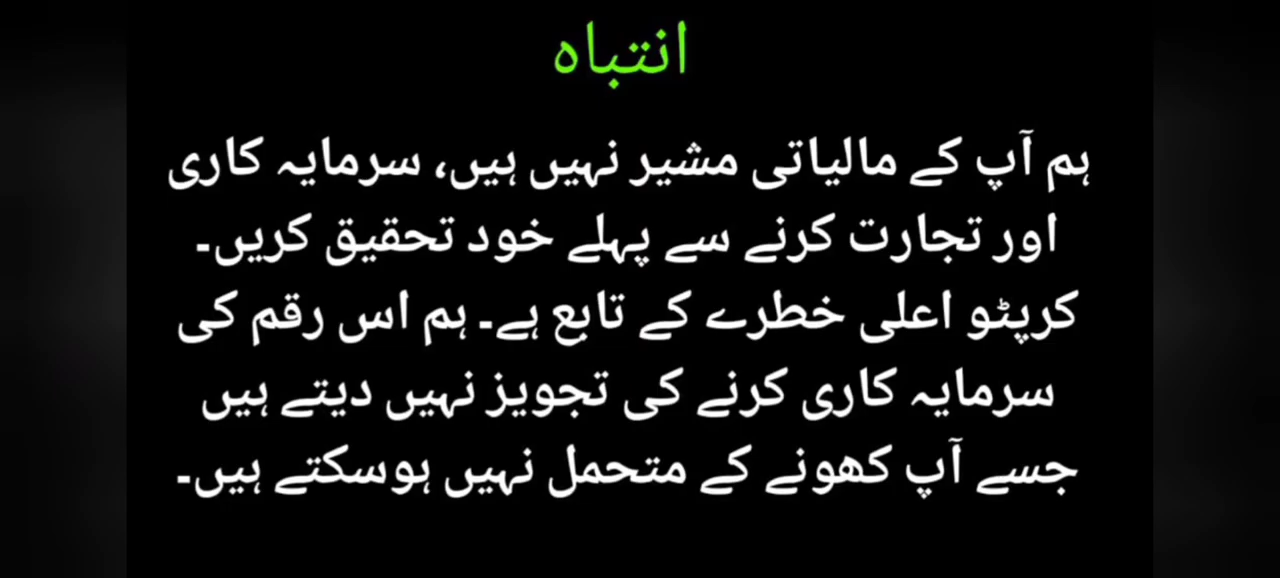 انتباہ
ہم آپ کے مالیاتی مشیر نہیں ہیں، سرمایہ کاری
اور تجارت کرنے سے پہلے خود تحقیق کریں۔
کرپٹو اعلی خطرے کے تابع ہے۔ ہم اس رقم کی
سرمایہ کاری کرنے کی تجویز نہیں دیتے ہیں
جسے آپ کھونے کے متحمل نہیں ہوسکتے ہیں۔